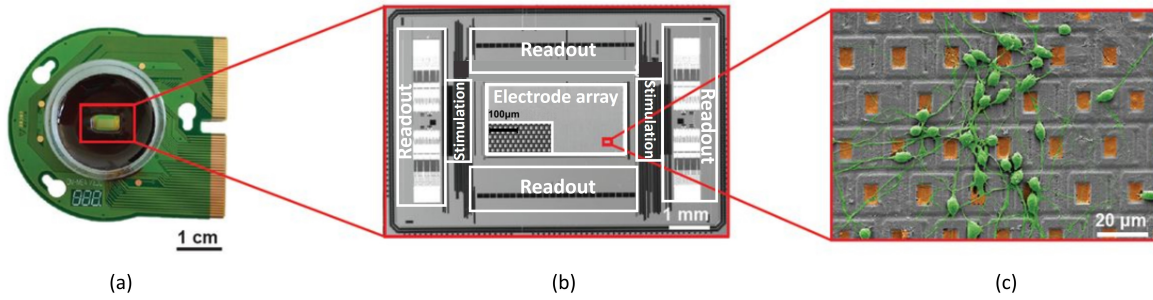 1 cm
(a)
Readout
Readout
Stimulation
Electrode array
100μm
Stimulation
Readout
Readout
1 mm
(b)
20 μm
(c)